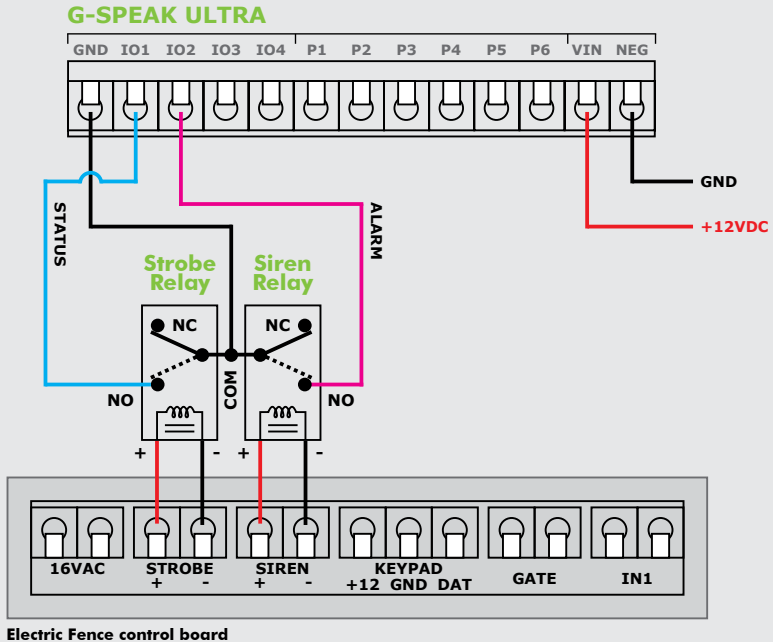 G-SPEAK ULTRA
GND IO1 IO2 IO3 IO4 P1 P2 P3 P4 P5 P6 VIN NEG
GND
+12VDC
STATUS
ALARM
Strobe
Relay
Siren
Relay
NC
NC
NO
COM
NO
+ - + -
16VAC STROBE SIREN KEYPAD GATE IN1
+ - + - +12 GND DAT
Electric Fence control board